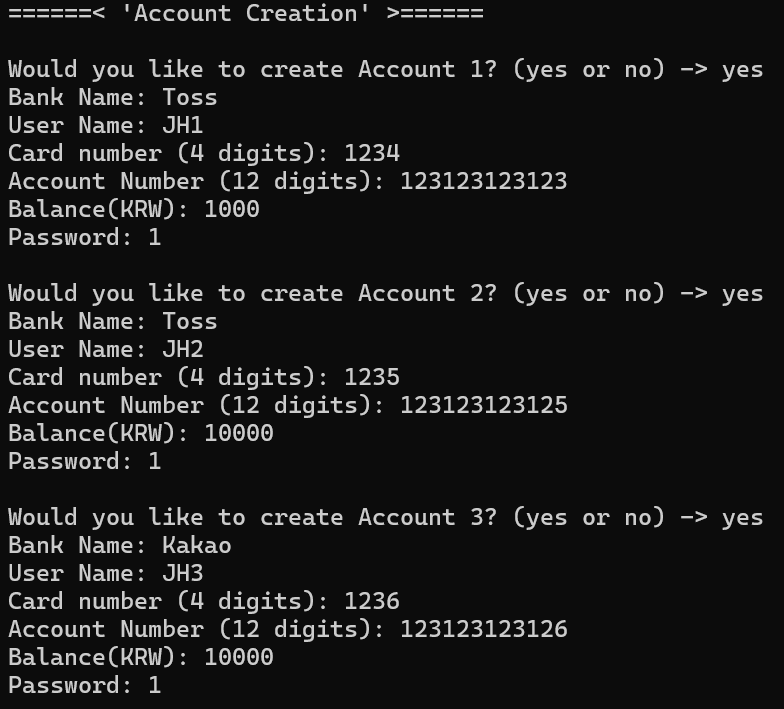 ======< 'Account Creation' >======
Would you like to create Account 1? (yes or no) -> yes
Bank Name: Toss
User Name: JH1
Card number (4 digits): 1234
Account Number (12 digits): 123123123123
Balance(KRW): 1000
Password: 1
Would you like to create Account 2? (yes or no) -> yes
Bank Name: Toss
User Name: JH2
Card number (4 digits): 1235
Account Number (12 digits): 123123123125
Balance(KRW): 10000
Password: 1
Would you like to create Account 3? (yes or no) -> yes
Bank Name: Kakao
User Name: JH3
Card number (4 digits): 1236
Account Number (12 digits): 123123123126
Balance(KRW): 10000
Password: 1